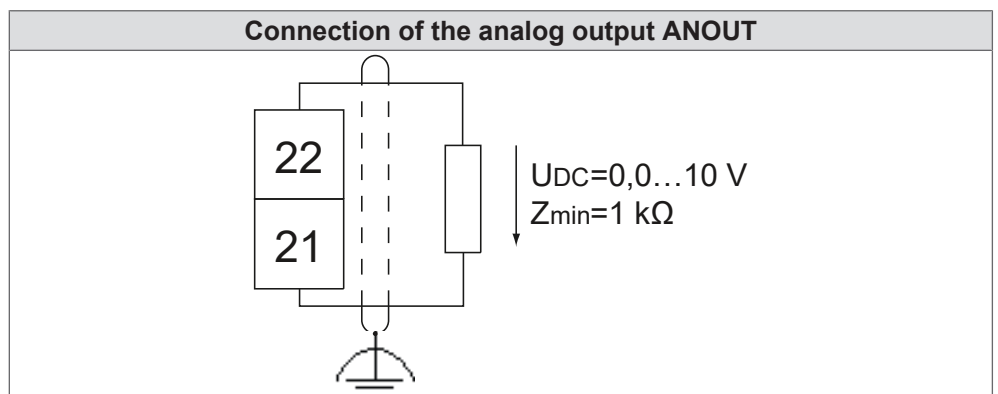 Connection of the analog output ANOUT
22
21
UDC=0,0…10 V
Zmin=1 kΩ